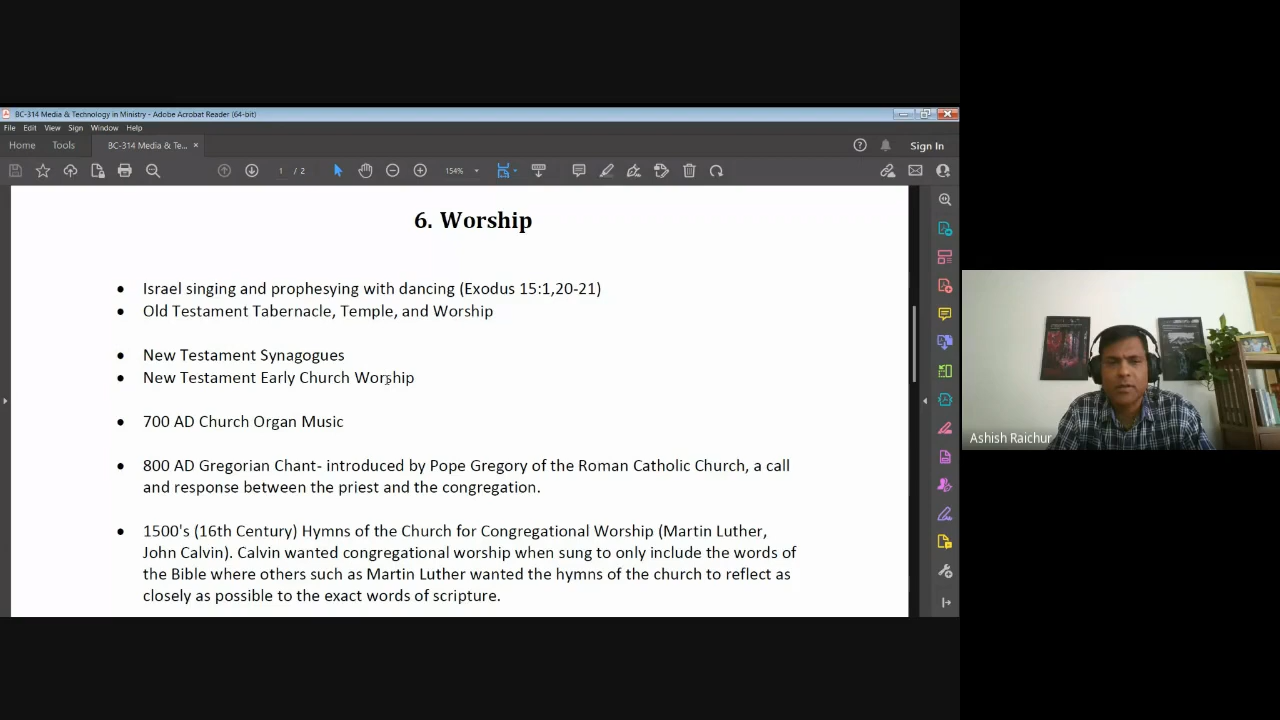 BC-314 Media & Technology in Ministry - Adobe Acrobat Reader (64-bit)
File Edit View Sign Window Help
Home Tools BC-314 Media & Te... × Sign In
1 / 2 154%
6. Worship
• Israel singing and prophesying with dancing (Exodus 15:1,20-21)
• Old Testament Tabernacle, Temple, and Worship
• New Testament Synagogues
• New Testament Early Church Worship
• 700 AD Church Organ Music
• 800 AD Gregorian Chant- introduced by Pope Gregory of the Roman Catholic Church, a call
and response between the priest and the congregation.
• 1500's (16th Century) Hymns of the Church for Congregational Worship (Martin Luther,
John Calvin). Calvin wanted congregational worship when sung to only include the words of
the Bible where others such as Martin Luther wanted the hymns of the church to reflect as
closely as possible to the exact words of scripture.
Ashish Raichur